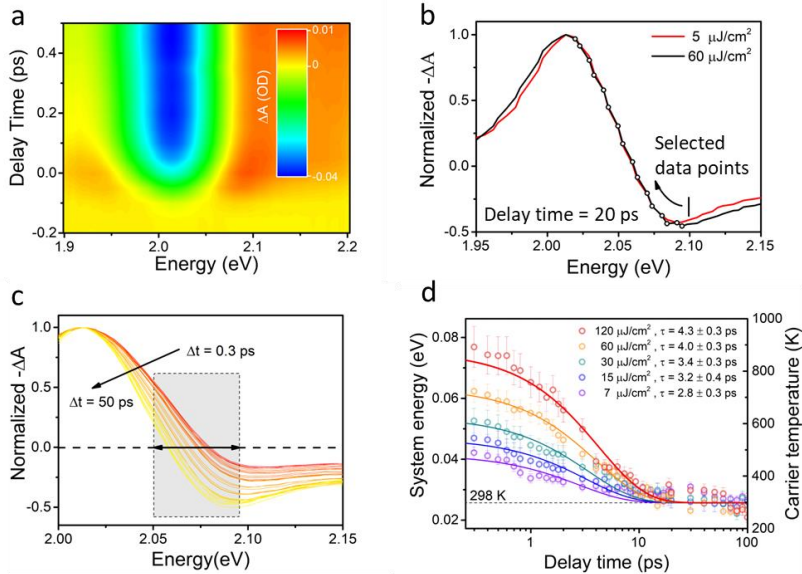 a
0.4
0.2
0.0
-0.2
Delay Time (ps)
1.9
2.0
2.1
2.2
Energy (eV)
0.01
0
-0.04
ΔA (OD)
b
1.0
0.5
0.0
-0.5
Normalized -ΔA
5 μJ/cm²
60 μJ/cm²
Selected
data points
Delay time = 20 ps
1.95
2.00
2.05
2.10
2.15
Energy (eV)
c
1.0
0.5
0.0
-0.5
Normalized -ΔA
Δt = 0.3 ps
Δt = 50 ps
2.00
2.05
2.10
2.15
Energy(eV)
d
0.08
0.06
0.04
0.02
System energy (eV)
120 μJ/cm² , τ = 4.3 ± 0.3 ps
60 μJ/cm² , τ = 4.0 ± 0.3 ps
30 μJ/cm² , τ = 3.4 ± 0.3 ps
15 μJ/cm² , τ = 3.2 ± 0.4 ps
7 μJ/cm² , τ = 2.8 ± 0.3 ps
298 K
1
10
100
Delay time (ps)
1000
800
600
400
200
Carrier temperature (K)